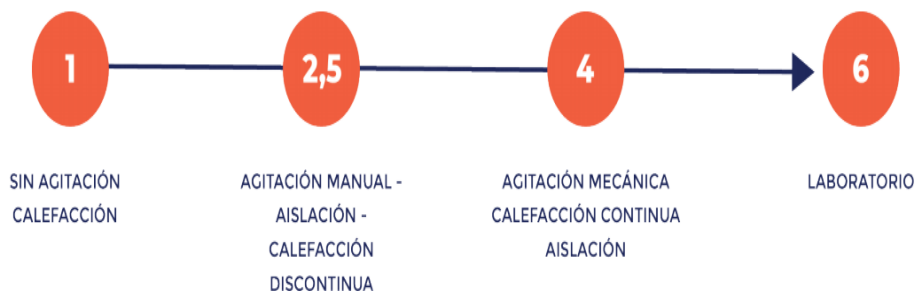 1
2,5
4
6
SIN AGITACIÓN
CALEFACCIÓN
AGITACIÓN MANUAL -
AISLACIÓN -
CALEFACCIÓN
DISCONTINUA
AGITACIÓN MECÁNICA
CALEFACCIÓN CONTINUA
AISLACIÓN
LABORATORIO